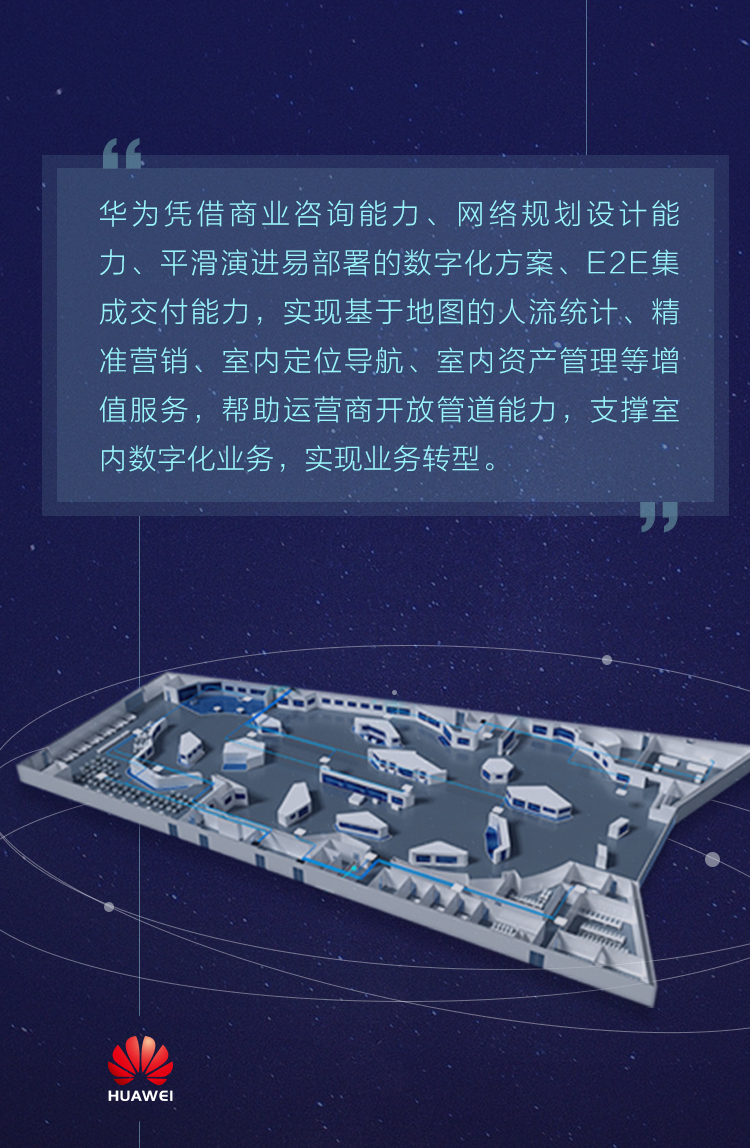 “
华为凭借商业咨询能力、网络规划设计能
力、平滑演进易部署的数字化方案、E2E集
成交付能力，实现基于地图的人流统计、精
准营销、室内定位导航、室内资产管理等增
值服务，帮助运营商开放管道能力，支撑室
内数字化业务，实现业务转型。
”
HUAWEI